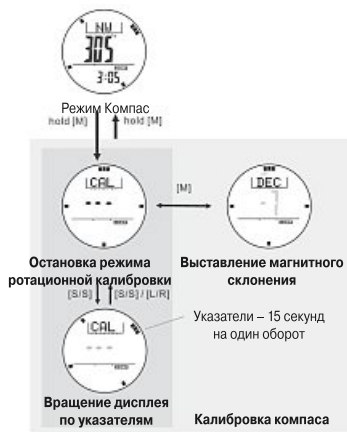 NW
305°
3:05
Режим Компас
hold [M] hold [M]
CAL
---
[M]
DEC
Остановка режима
ротационной калибровки
Выставление магнитного
склонения
[S/S] [S/S] / [L/R]
CAL
---
Указатели – 15 секунд
на один оборот
Вращение дисплея
по указателям
Калибровка компаса